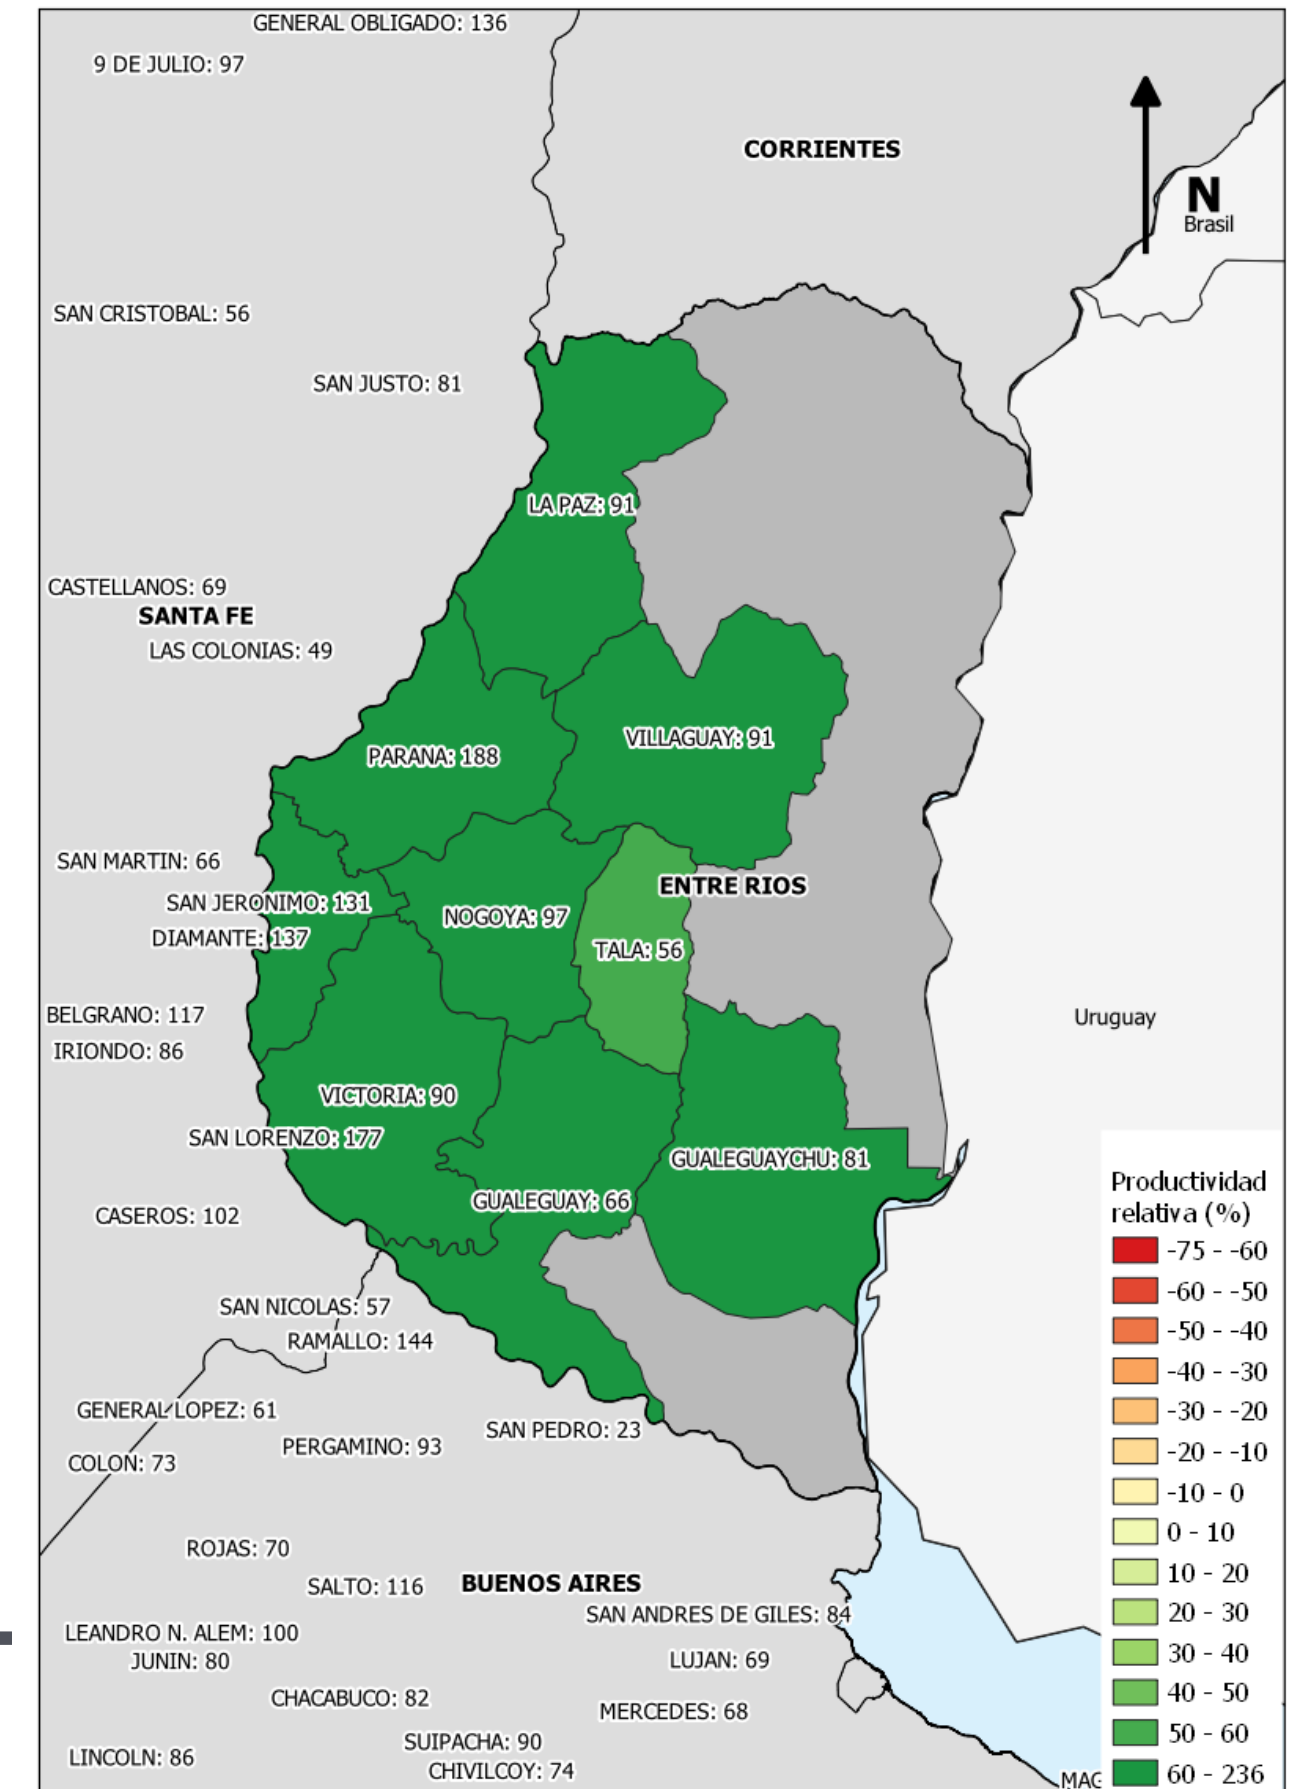 GENERAL OBLIGADO: 136
9 DE JULIO: 97
CORRIENTES
N
Brasil
SAN CRISTOBAL: 56
SAN JUSTO: 81
LA PAZ: 91
CASTELLANOS: 69
SANTA FE
LAS COLONIAS: 49
VILLAGUAY: 91
PARANA: 188
SAN MARTIN: 66
ENTRE RIOS
SAN JERONIMO: 131
NOGOYA: 97
DIAMANTE: 137
TALA: 56
BELGRANO: 117
Uruguay
IRIONDO: 86
VICTORIA: 90
SAN LORENZO: 177
GUALEGUAYCHU: 81
GUALEGUAY: 66
CASEROS: 102
SAN NICOLAS: 57
RAMALLO: 144
GENERAL LOPEZ: 61
SAN PEDRO: 23
PERGAMINO: 93
COLON: 73
ROJAS: 70
SALTO: 116
BUENOS AIRES
SAN ANDRES DE GILES: 84
LEANDRO N. ALEM: 100
JUNIN: 80
LUJAN: 69
CHACABUCO: 82
MERCEDES: 68
SUIPACHA: 90
LINCOLN: 86
CHIVILCOY: 74
MAG
Productividad
relativa (%)
-75 - -60
-60 - -50
-50 - -40
-40 - -30
-30 - -20
-20 - -10
-10 - 0
0 - 10
10 - 20
20 - 30
30 - 40
40 - 50
50 - 60
60 - 236